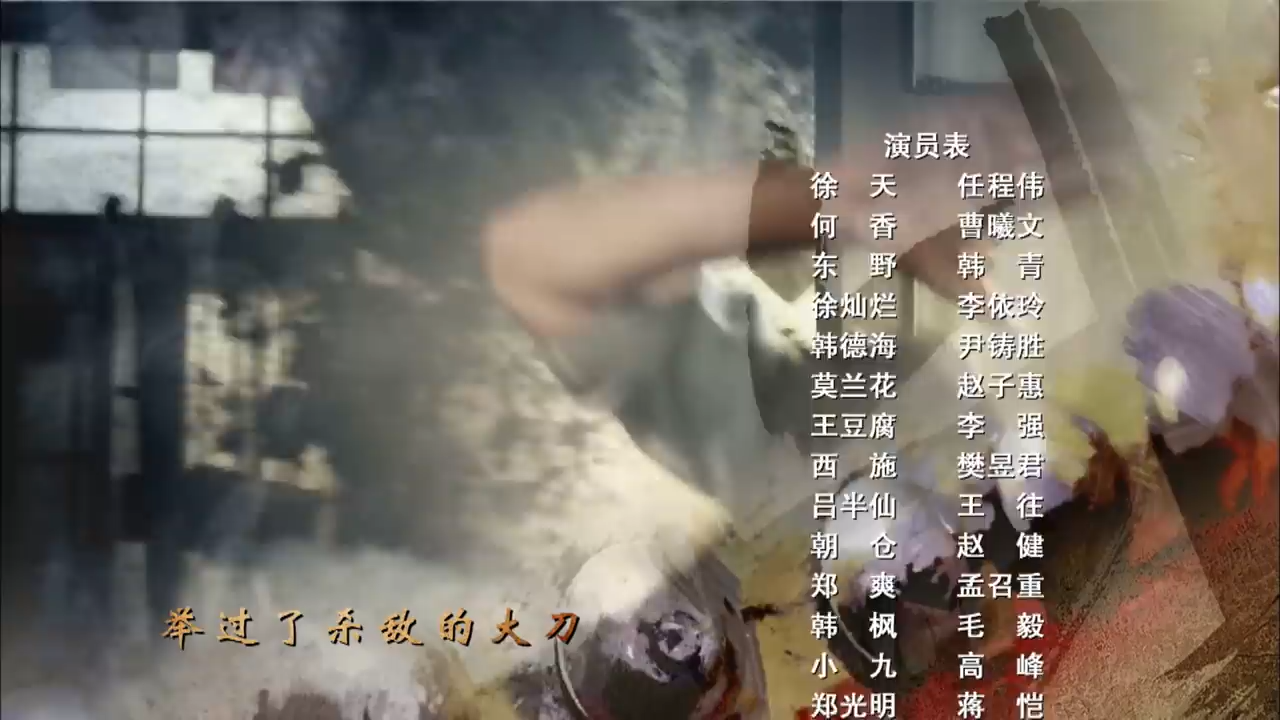 演员表
徐天 任程伟
何香 曹曦文
东野 韩青
徐灿烂 李依玲
韩德海 尹铸胜
莫兰花 赵子惠
王豆腐 李强
西施 樊昱君
吕半仙 王往
朝仓 赵健
郑爽 孟召重
韩枫 毛毅
小九 高峰
郑光明 蒋恺
举过了杀敌的大刀